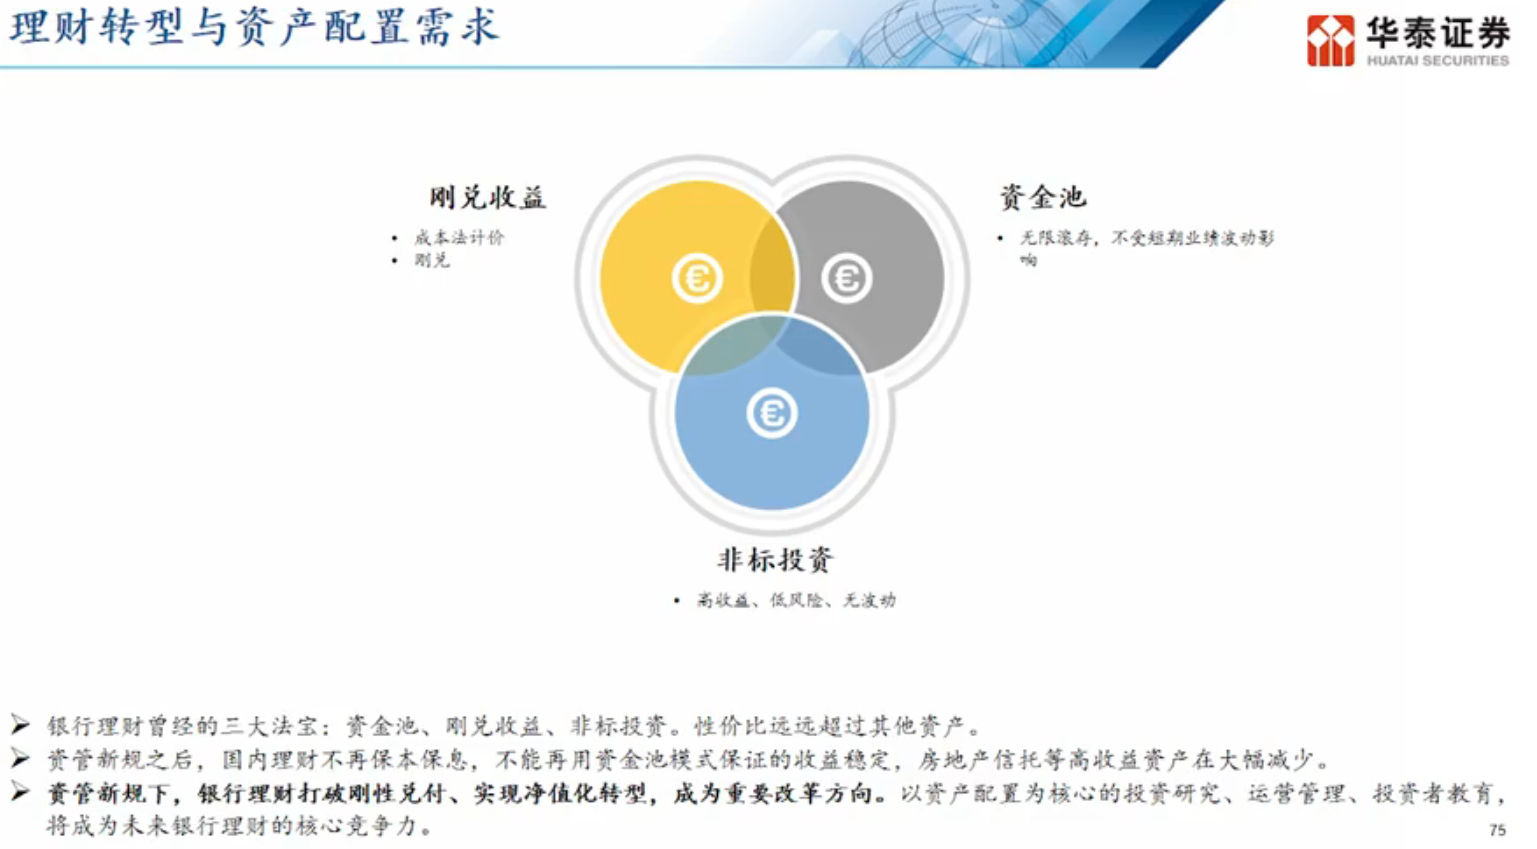 理财转型与资产配置需求
华泰证券
HUATAI SECURITIES
刚兑收益
• 成本法计价
• 刚兑
资金池
• 无限滚存，不受短期业绩波动影
响
非标投资
• 高收益、低风险、无波动
➢ 银行理财曾经的三大法宝：资金池、刚兑收益、非标投资。性价比远远超过其他资产。
➢ 资管新规之后，国内理财不再保本保息，不能再用资金池模式保证的收益稳定，房地产信托等高收益资产在大幅减少。
➢ 资管新规下，银行理财打破刚性兑付、实现净值化转型，成为重要改革方向。以资产配置为核心的投资研究、运营管理、投资者教育，
将成为未来银行理财的核心竞争力。
75